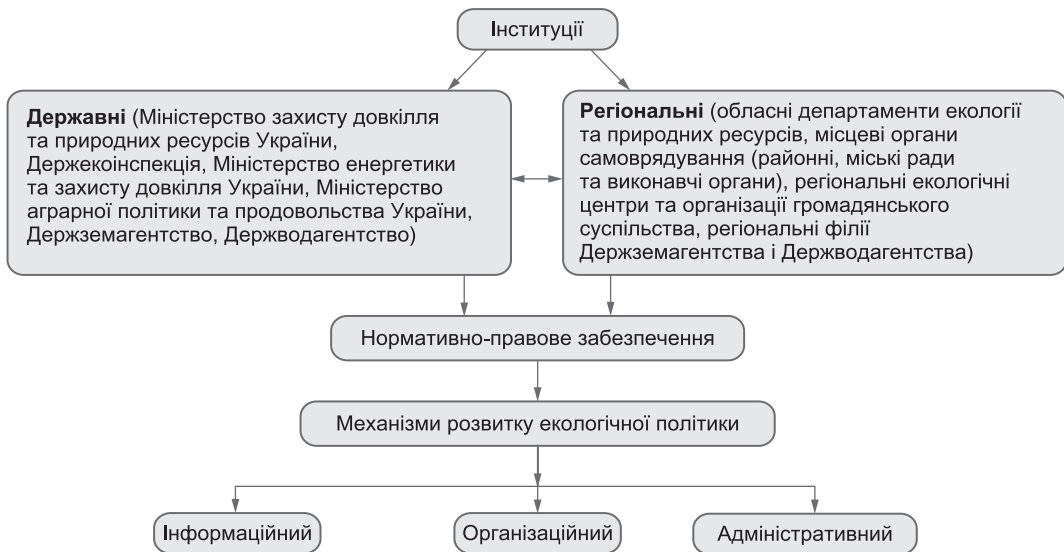 Інституції
Державні (Міністерство захисту довкілля
та природних ресурсів України,
Держекоінспекція, Міністерство енергетики
та захисту довкілля України, Міністерство
аграрної політики та продовольства України,
Держземагентство, Держводагентство)
Регіональні (обласні департаменти екології
та природних ресурсів, місцеві органи
самоврядування (районні, міські ради
та виконавчі органи), регіональні екологічні
центри та організації громадянського
суспільства, регіональні філії
Держземагентства і Держводагентства)
Нормативно-правове забезпечення
Механізми розвитку екологічної політики
Інформаційний
Організаційний
Адміністративний